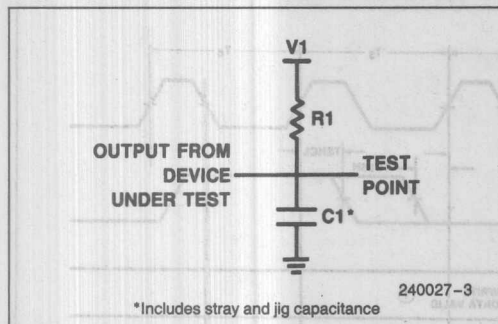 V1
R1
OUTPUT FROM
DEVICE
UNDER TEST
TEST
POINT
C1*
240027-3
*Includes stray and jig capacitance